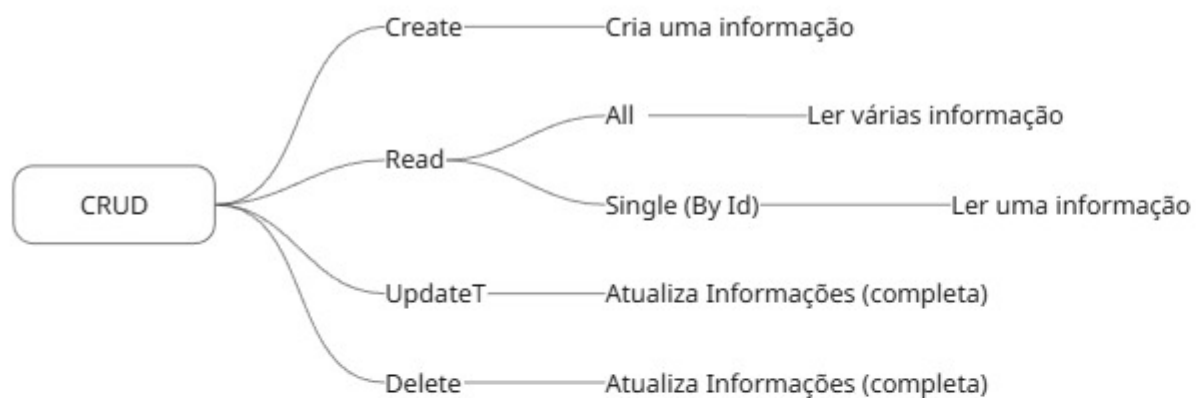 Create
Cria uma informação
All
Ler várias informação
Read
CRUD
Single (By Id)
Ler uma informação
UpdateT
Atualiza Informações (completa)
Delete
Atualiza Informações (completa)